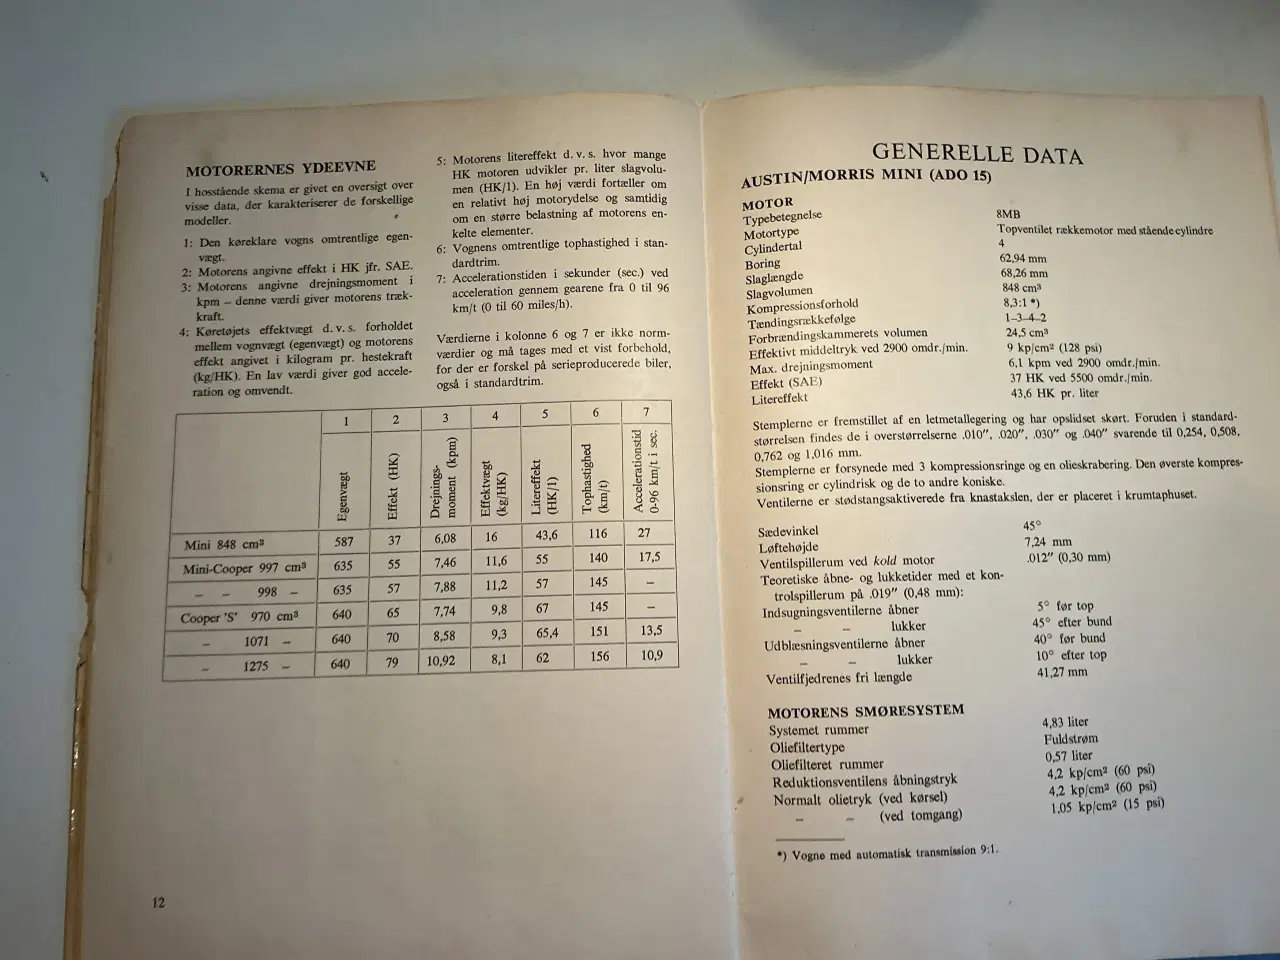 MOTORERNES YDEEVNE
I hosstående skema er givet en oversigt over
visse data, der karakteriserer de forskellige
modeller.
1: Den køreklare vogns omtrentlige egen-
vægt.
2: Motorens angivne effekt i HK jfr. SAE.
3: Motorens angivne drejningsmoment i
kpm – denne værdi giver motorens træk-
kraft.
4: Køretøjets effektvægt d. v. s. forholdet
mellem vognvægt (egenvægt) og motorens
effekt angivet i kilogram pr. hestekraft
(kg/HK). En lav værdi giver god accele-
ration og omvendt.
5: Motorens litereffekt d. v. s. hvor mange
HK motoren udvikler pr. liter slagvolu-
men (HK/1). En høj værdi fortæller om
en relativt høj motorydelse og samtidig
om en større belastning af motorens en-
kelte elementer.
6: Vognens omtrentlige tophastighed i stan-
dardtrim.
7: Accelerationstiden i sekunder (sec.) ved
acceleration gennem gearene fra 0 til 96
km/t (0 til 60 miles/h).
Værdierne i kolonne 6 og 7 er ikke norm-
værdier og må tages med et vist forbehold,
for der er forskel på serieproducerede biler,
også i standardtrim.
1 2 3 4 5 6 7
Egenvægt
Effekt (HK)
Drejnings-
moment (kpm)
Effektvægt
(kg/HK)
Litereffekt
(HK/1)
Tophastighed
(km/t)
Accelerationstid
0-96 km/t i sec.
Mini 848 cm³ 587 37 6,08 16 43,6 116 27
Mini-Cooper 997 cm³ 635 55 7,46 11,6 55 140 17,5
– – 998 – 635 57 7,88 11,2 57 145 –
Cooper 'S' 970 cm³ 640 65 7,74 9,8 67 145 –
– 1071 – 640 70 8,58 9,3 65,4 151 13,5
– 1275 – 640 79 10,92 8,1 62 156 10,9
12
GENERELLE DATA
AUSTIN/MORRIS MINI (ADO 15)
MOTOR
Typebetegnelse 8MB
Motortype Topventilet rækkemotor med stående cylindre
Cylindertal 4
Boring 62,94 mm
Slaglængde 68,26 mm
Slagvolumen 848 cm³
Kompressionsforhold 8,3:1 *)
Tændingsrækkefølge 1–3–4–2
Forbrændingskammerets volumen 24,5 cm³
Effektivt middeltryk ved 2900 omdr./min. 9 kp/cm² (128 psi)
Max. drejningsmoment 6,1 kpm ved 2900 omdr./min.
Effekt (SAE) 37 HK ved 5500 omdr./min.
Litereffekt 43,6 HK pr. liter
Stemplerne er fremstillet af en letmetallegering og har opslidset skørt. Foruden i standard-
størrelsen findes de i overstørrelserne .010″, .020″, .030″ og .040″ svarende til 0,254, 0,508,
0,762 og 1,016 mm.
Stemplerne er forsynede med 3 kompressionsringe og en olieskrabering. Den øverste kompres-
sionsring er cylindrisk og de to andre koniske.
Ventilerne er stødstangsaktiverede fra knastakslen, der er placeret i krumtaphuset.
Sædevinkel 45°
Løftehøjde 7,24 mm
Ventilspillerum ved kold motor .012″ (0,30 mm)
Teoretiske åbne- og lukketider med et kon-
trolspillerum på .019″ (0,48 mm):
Indsugningsventilerne åbner 5° før top
– – lukker 45° efter bund
Udblæsningsventilerne åbner 40° før bund
– – lukker 10° efter top
Ventilfjedrenes fri længde 41,27 mm
MOTORENS SMØRESYSTEM
Systemet rummer 4,83 liter
Oliefiltertype Fuldstrøm
Oliefilteret rummer 0,57 liter
Reduktionsventilens åbningstryk 4,2 kp/cm² (60 psi)
Normalt olietryk (ved kørsel) 4,2 kp/cm² (60 psi)
– – (ved tomgang) 1,05 kp/cm² (15 psi)
*) Vogne med automatisk transmission 9:1.